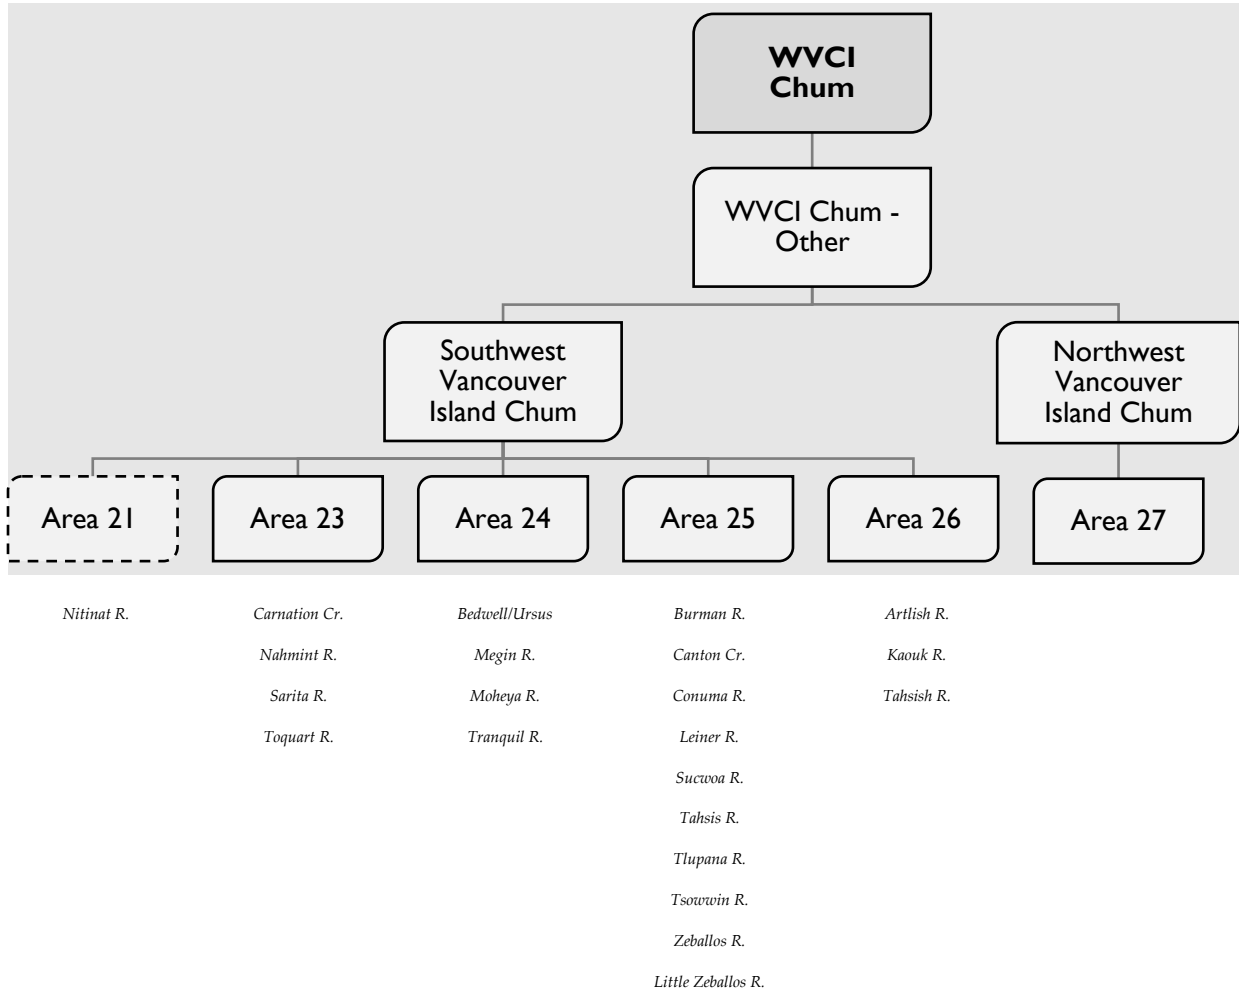 WVCI
Chum
WVCI Chum -
Other
Southwest
Vancouver
Island Chum
Northwest
Vancouver
Island Chum
Area 21
Area 23
Area 24
Area 25
Area 26
Area 27
Nitinat R.
Carnation Cr.
Bedwell/Ursus
Burman R.
Artlish R.
Nahmint R.
Megin R.
Canton Cr.
Kaouk R.
Sarita R.
Moheya R.
Conuma R.
Tahsish R.
Toquart R.
Tranquil R.
Leiner R.
Sucwoa R.
Tahsis R.
Tlupana R.
Tsowwin R.
Zeballos R.
Little Zeballos R.